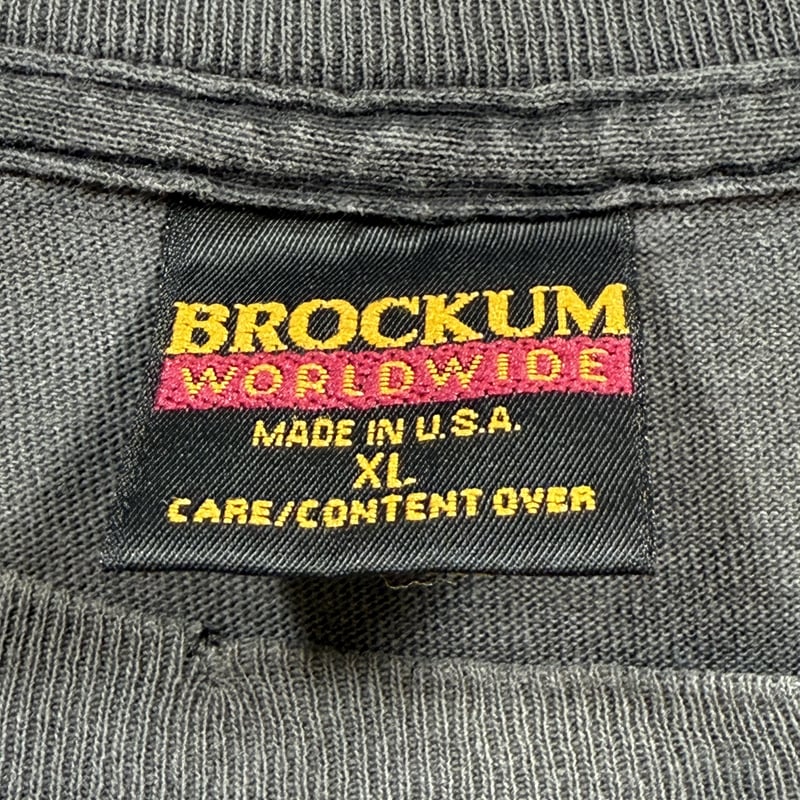 BROCKUM
WORLDWIDE
MADE IN U.S.A.
XL
CARE/CONTENT OVER